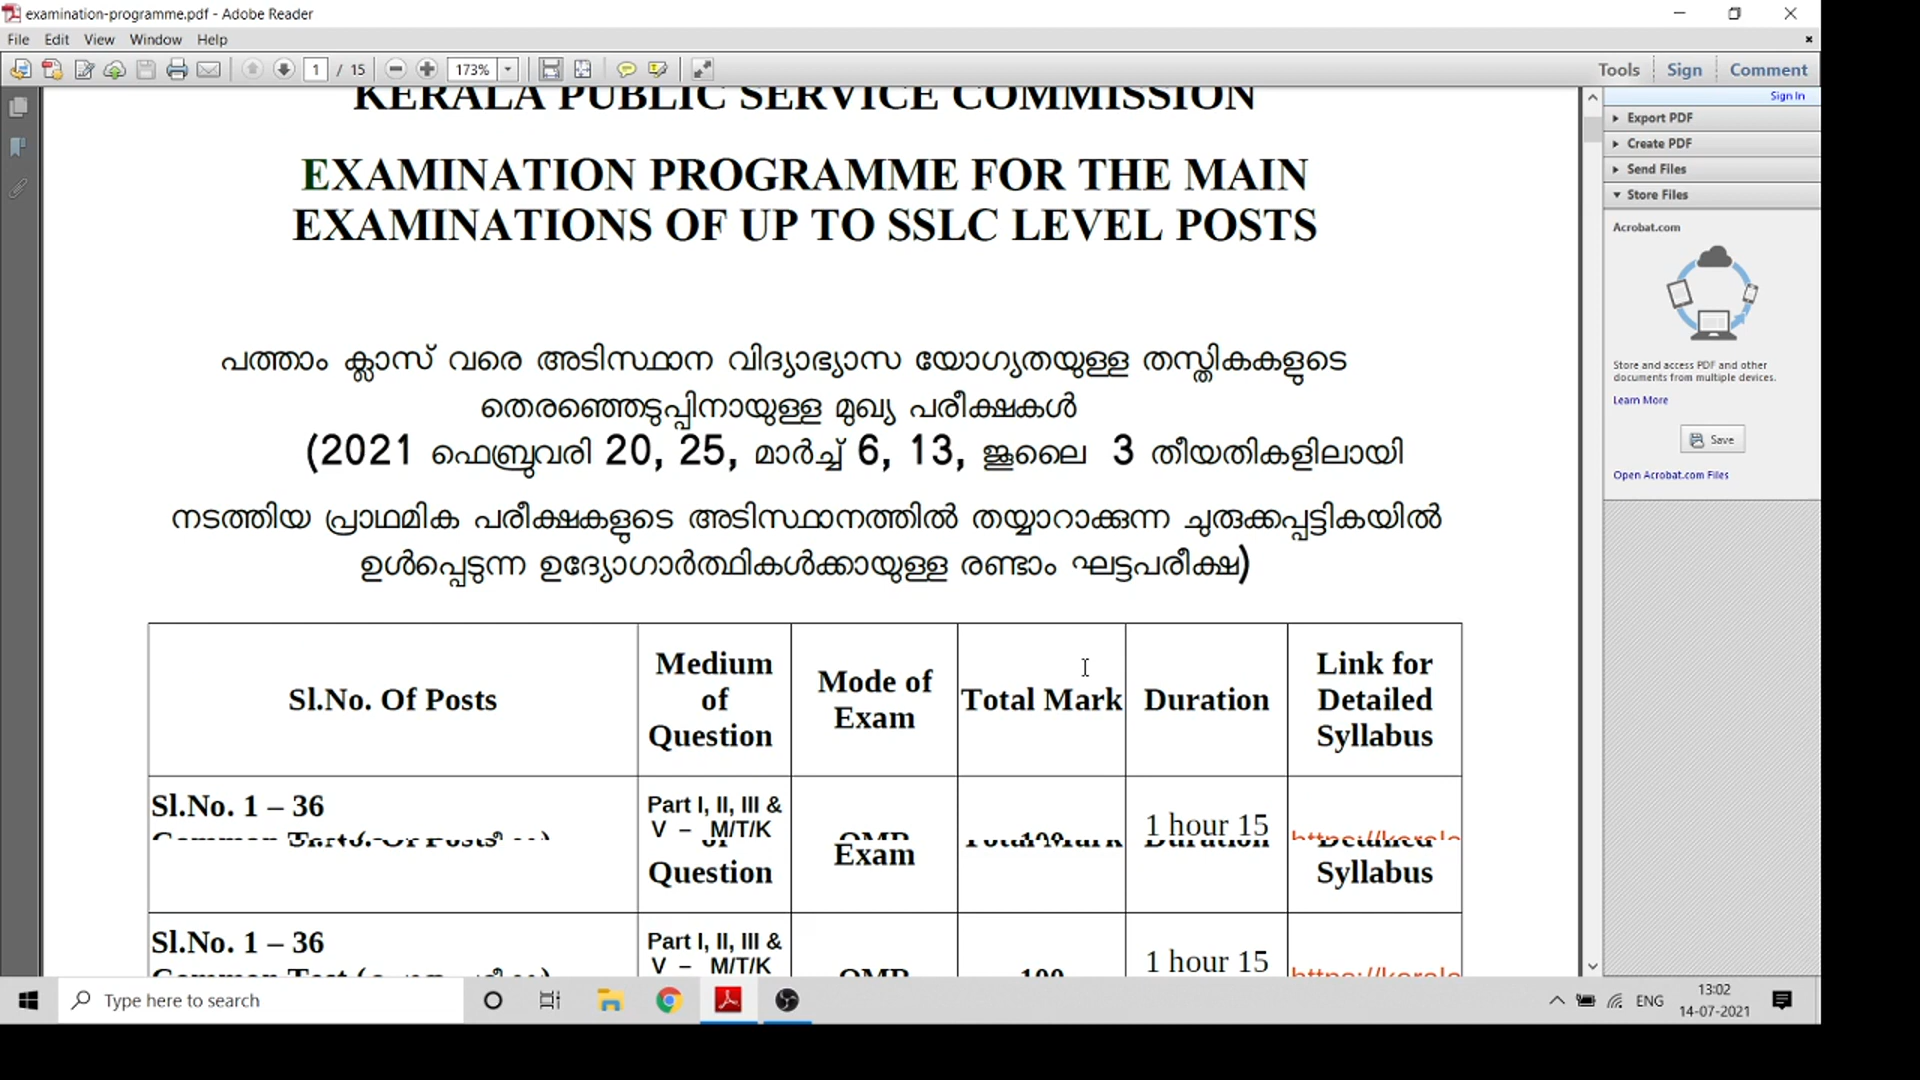 examination-programme.pdf - Adobe Reader
File Edit View Window Help
1 / 15 173% Tools Sign Comment
Sign In
Export PDF
Create PDF
Send Files
Store Files
Acrobat.com
Store and access PDF and other
documents from multiple devices.
Learn More
Save
Open Acrobat.com Files
KERALA PUBLIC SERVICE COMMISSION
EXAMINATION PROGRAMME FOR THE MAIN
EXAMINATIONS OF UP TO SSLC LEVEL POSTS
പത്താം ക്ലാസ് വരെ അടിസ്ഥാന വിദ്യാഭ്യാസ യോഗ്യതയുള്ള തസ്തികകളുടെ
തെരഞ്ഞെടുപ്പിനായുള്ള മുഖ്യ പരീക്ഷകൾ
(2021 ഫെബ്രുവരി 20, 25, മാർച്ച് 6, 13, ജൂലൈ 3 തീയതികളിലായി
നടത്തിയ പ്രാഥമിക പരീക്ഷകളുടെ അടിസ്ഥാനത്തിൽ തയ്യാറാക്കുന്ന ചുരുക്കപ്പട്ടികയിൽ
ഉൾപ്പെടുന്ന ഉദ്യോഗാർത്ഥികൾക്കായുള്ള രണ്ടാം ഘട്ടപരീക്ഷ)
Sl.No. Of Posts
Medium
of
Question
Mode of
Exam
Total Mark
Duration
Link for
Detailed
Syllabus
Sl.No. 1 – 36
Part I, II, III &
V – M/T/K
1 hour 15
Question
Exam
Syllabus
Sl.No. 1 – 36
Part I, II, III &
V – M/T/K
1 hour 15
Type here to search
ENG
13:02
14-07-2021